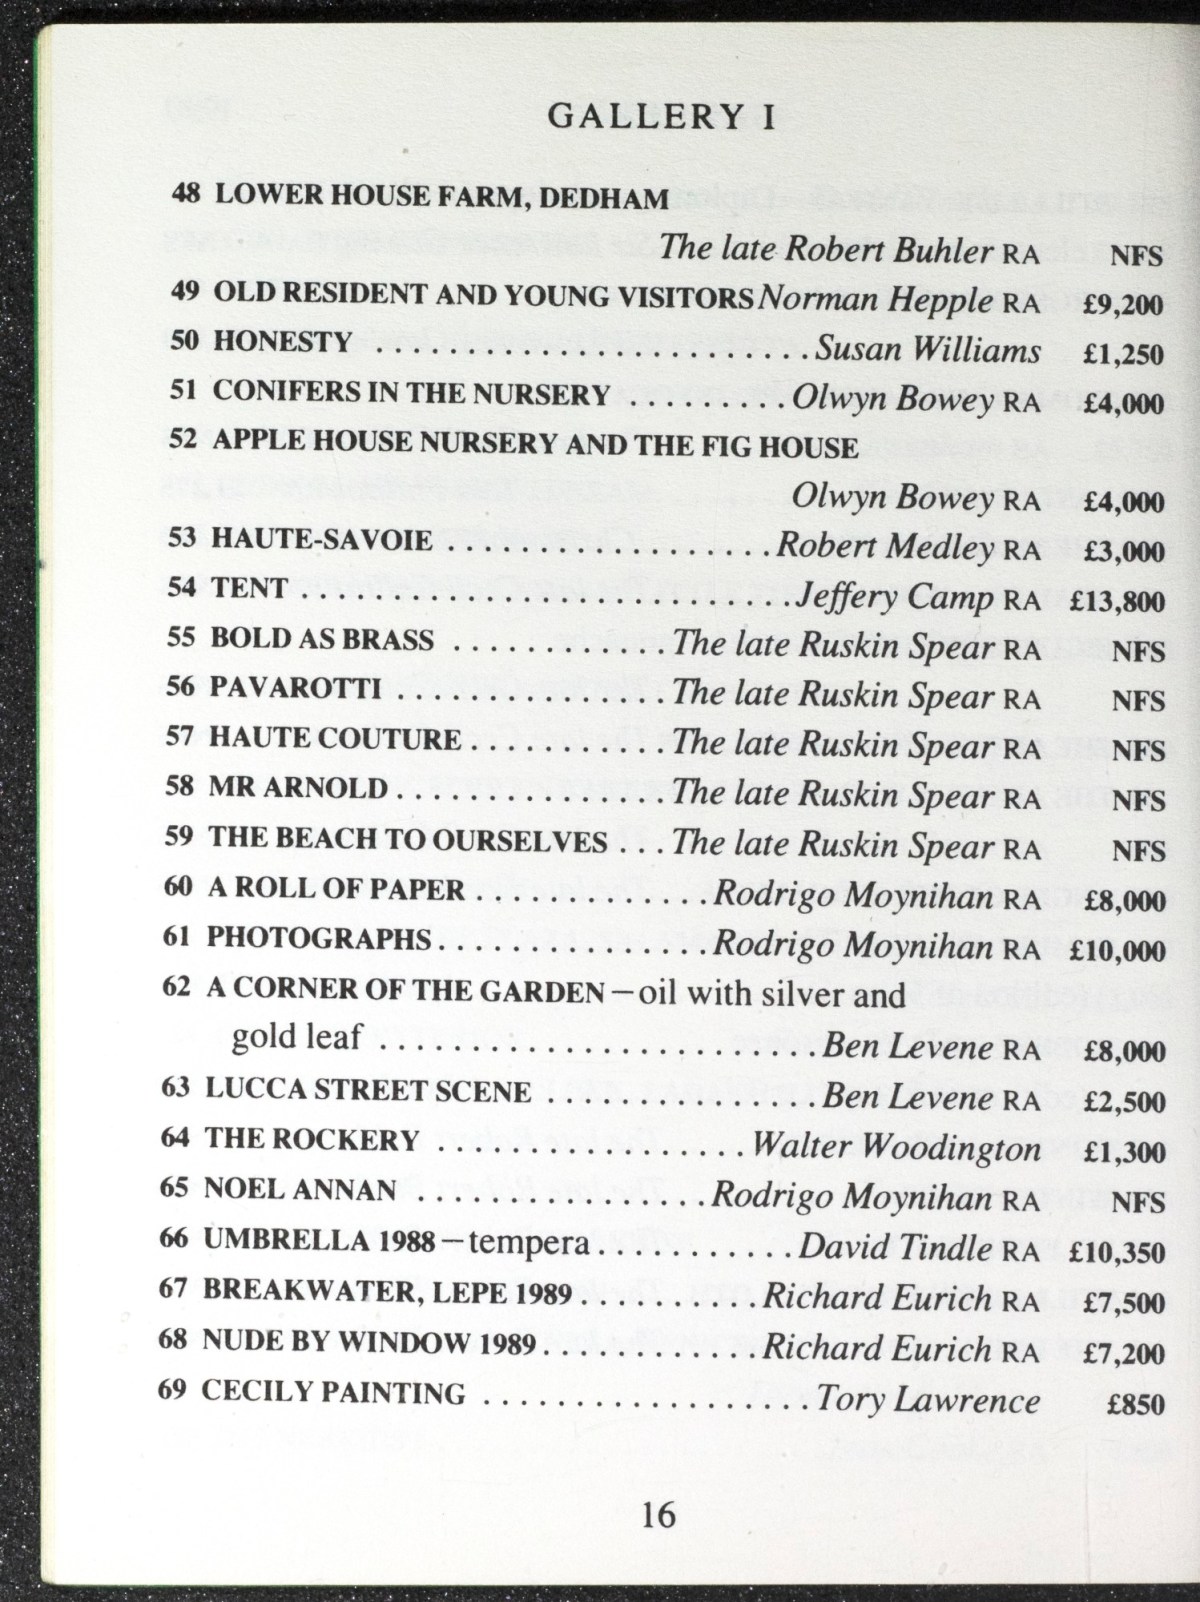 GALLERY I
48 LOWER HOUSE FARM, DEDHAM
The late Robert Buhler RA NFS
49 OLD RESIDENT AND YOUNG VISITORS Norman Hepple RA £9,200
50 HONESTY ........................ Susan Williams £1,250
51 CONIFERS IN THE NURSERY ......... Olwyn Bowey RA £4,000
52 APPLE HOUSE NURSERY AND THE FIG HOUSE
Olwyn Bowey RA £4,000
53 HAUTE-SAVOIE .................. Robert Medley RA £3,000
54 TENT ........................... Jeffery Camp RA £13,800
55 BOLD AS BRASS ............ The late Ruskin Spear RA NFS
56 PAVAROTTI ............... The late Ruskin Spear RA NFS
57 HAUTE COUTURE ........... The late Ruskin Spear RA NFS
58 MR ARNOLD ............... The late Ruskin Spear RA NFS
59 THE BEACH TO OURSELVES ... The late Ruskin Spear RA NFS
60 A ROLL OF PAPER ............. Rodrigo Moynihan RA £8,000
61 PHOTOGRAPHS ............... Rodrigo Moynihan RA £10,000
62 A CORNER OF THE GARDEN — oil with silver and
gold leaf ........................ Ben Levene RA £8,000
63 LUCCA STREET SCENE ............... Ben Levene RA £2,500
64 THE ROCKERY ................. Walter Woodington £1,300
65 NOEL ANNAN ................ Rodrigo Moynihan RA NFS
66 UMBRELLA 1988 — tempera ........... David Tindle RA £10,350
67 BREAKWATER, LEPE 1989 .......... Richard Eurich RA £7,500
68 NUDE BY WINDOW 1989 ............ Richard Eurich RA £7,200
69 CECILY PAINTING .................. Tory Lawrence £850
16